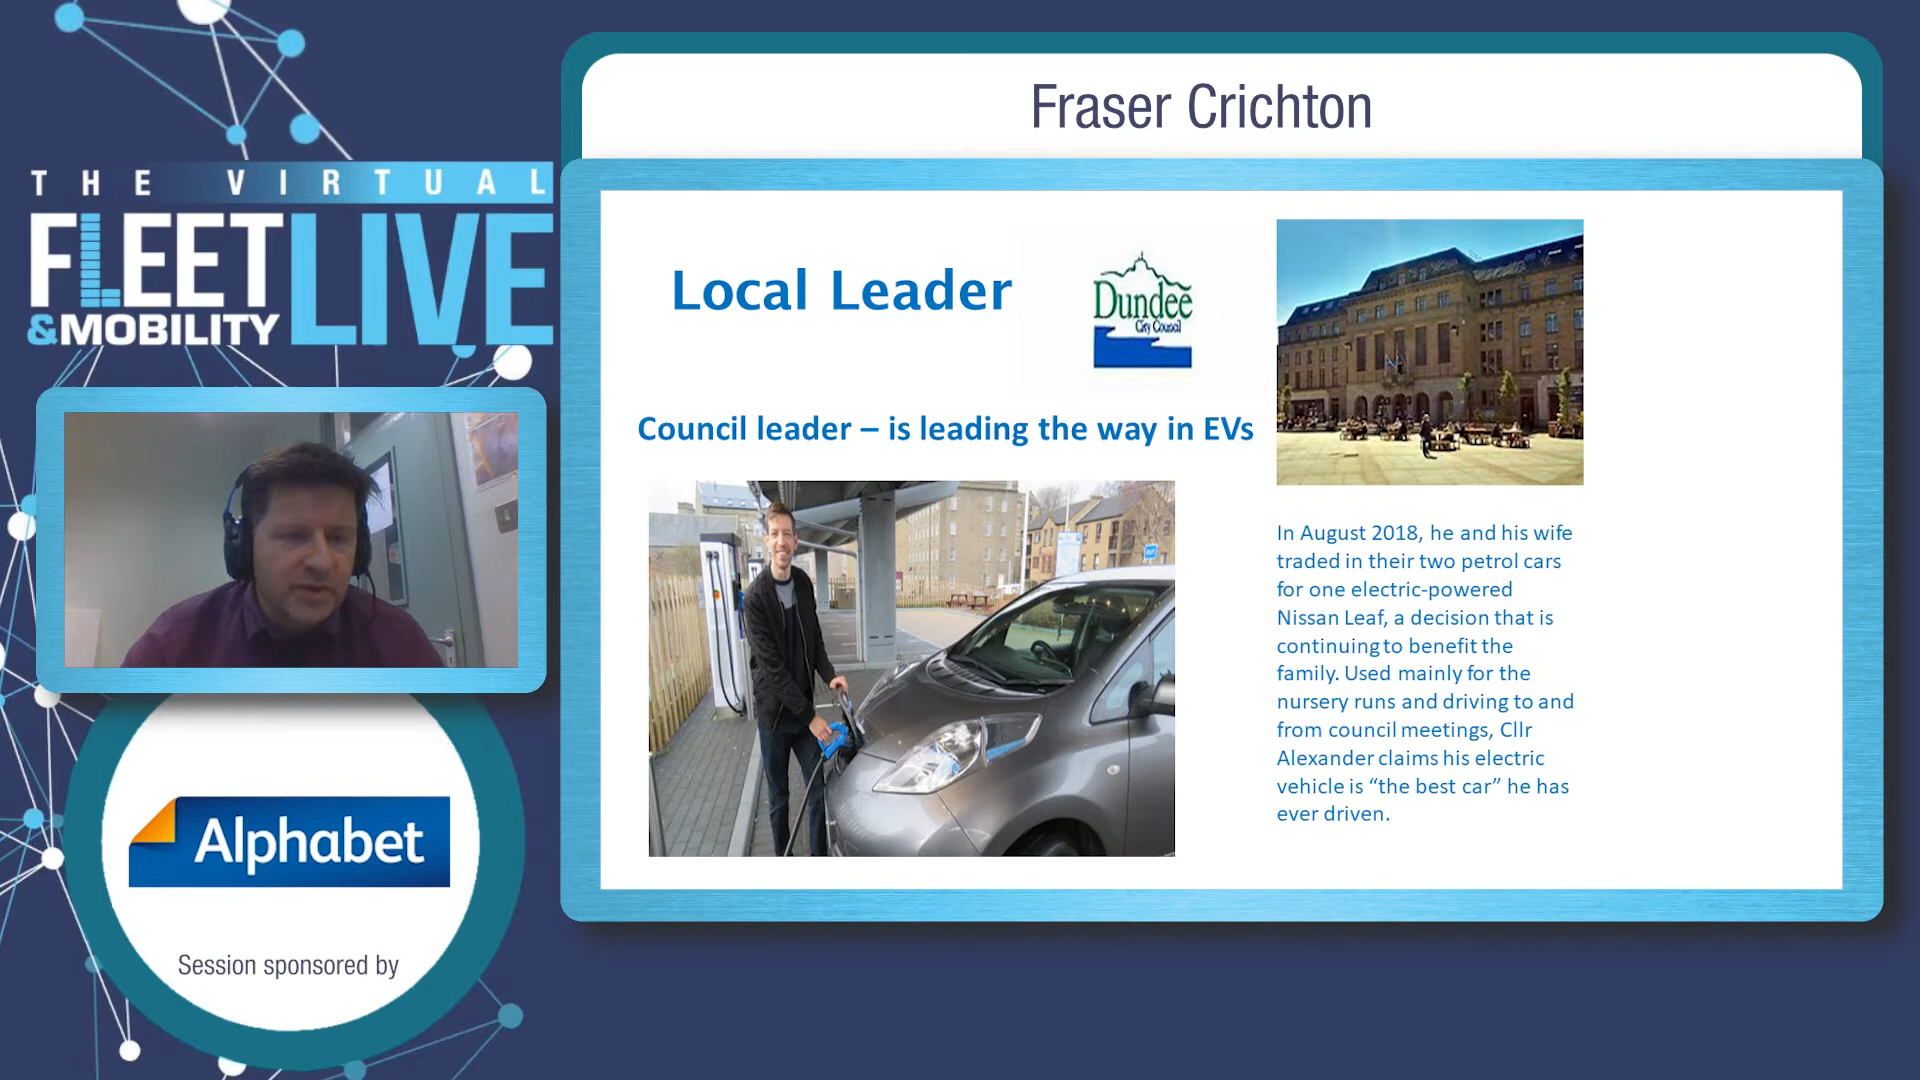 Fraser Crichton
THE VIRTUAL
FLEET
&MOBILITY
LIVE
Local Leader
Dundee
City Council
Council leader – is leading the way in EVs
In August 2018, he and his wife
traded in their two petrol cars
for one electric-powered
Nissan Leaf, a decision that is
continuing to benefit the
family. Used mainly for the
nursery runs and driving to and
from council meetings, Cllr
Alexander claims his electric
vehicle is “the best car” he has
ever driven.
Alphabet
Session sponsored by